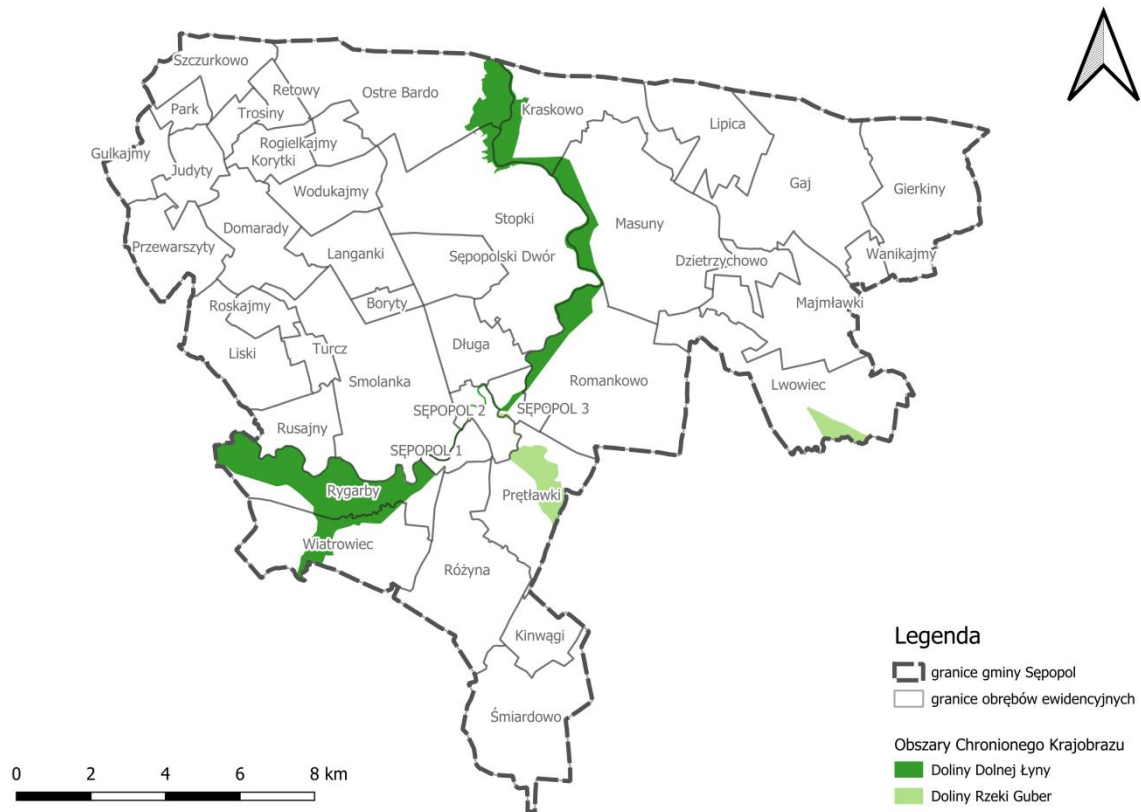 Szczurkowo
Retowy
Ostre Bardo
Park
Trosiny
Kraskowo
Lipica
Gulkajmy
Rogielkajmy
Korytki
Judyty
Wodukajmy
Gaj
Gierkiny
Stopki
Masuny
Domarady
Przewarszyty
Langanki
Sępopolski Dwór
Dzietrzychowo
Wanikajmy
Roskajmy
Boryty
Majmławki
Liski
Turcz
Długa
Smolanka
Romankowo
Lwowiec
SĘPOPOL 2
SĘPOPOL 3
Rusajny
SĘPOPOL 1
Rygarby
Prętławki
Wiatrowiec
Różyna
Kinwągi
Śmiardowo
Legenda
granice gminy Sępopol
granice obrębów ewidencyjnych
Obszary Chronionego Krajobrazu
Doliny Dolnej Łyny
Doliny Rzeki Guber
0 2 4 6 8 km